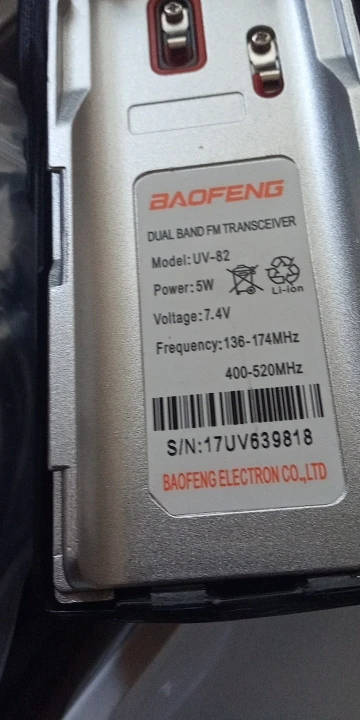 BAOFENG
DUAL BAND FM TRANSCEIVER
Model:UV-82
Power:5W
Li-ion
Voltage:7.4V
Frequency:136-174MHz
400-520MHz
S/N:17UV639818
BAOFENG ELECTRON CO.,LTD